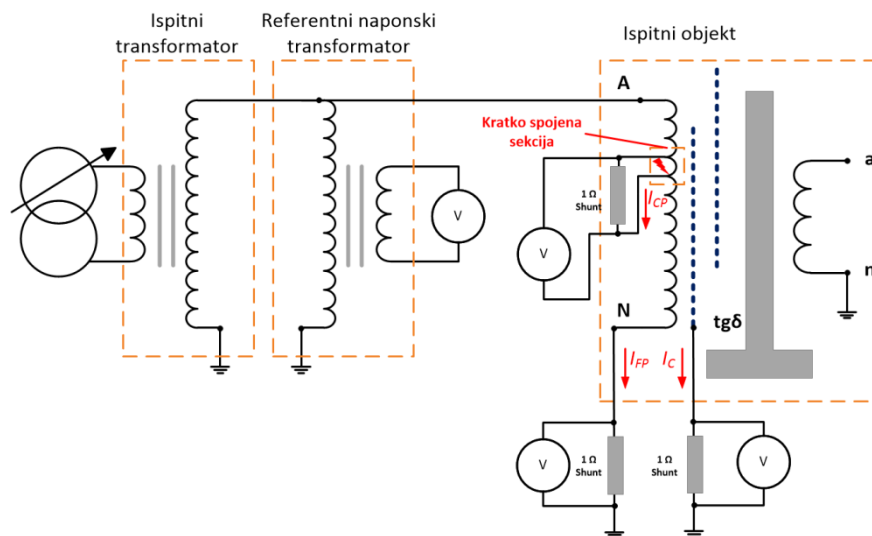 Ispitni
transformator
Referentni naponski
transformator
Ispitni objekt
A
Kratko spojena
sekcija
1 Ω
Shunt
I_CP
V
V
a
n
N
tgδ
I_FP
I_C
V
1 Ω
Shunt
1 Ω
Shunt
V